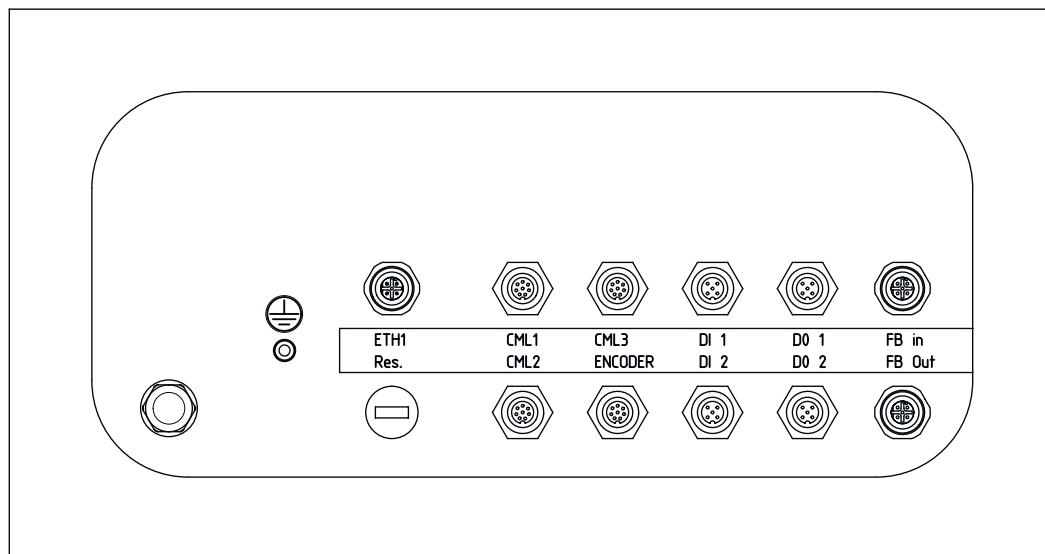 ETH1 CML1 CML3 DI 1 DO 1 FB in
Res. CML2 ENCODER DI 2 DO 2 FB Out